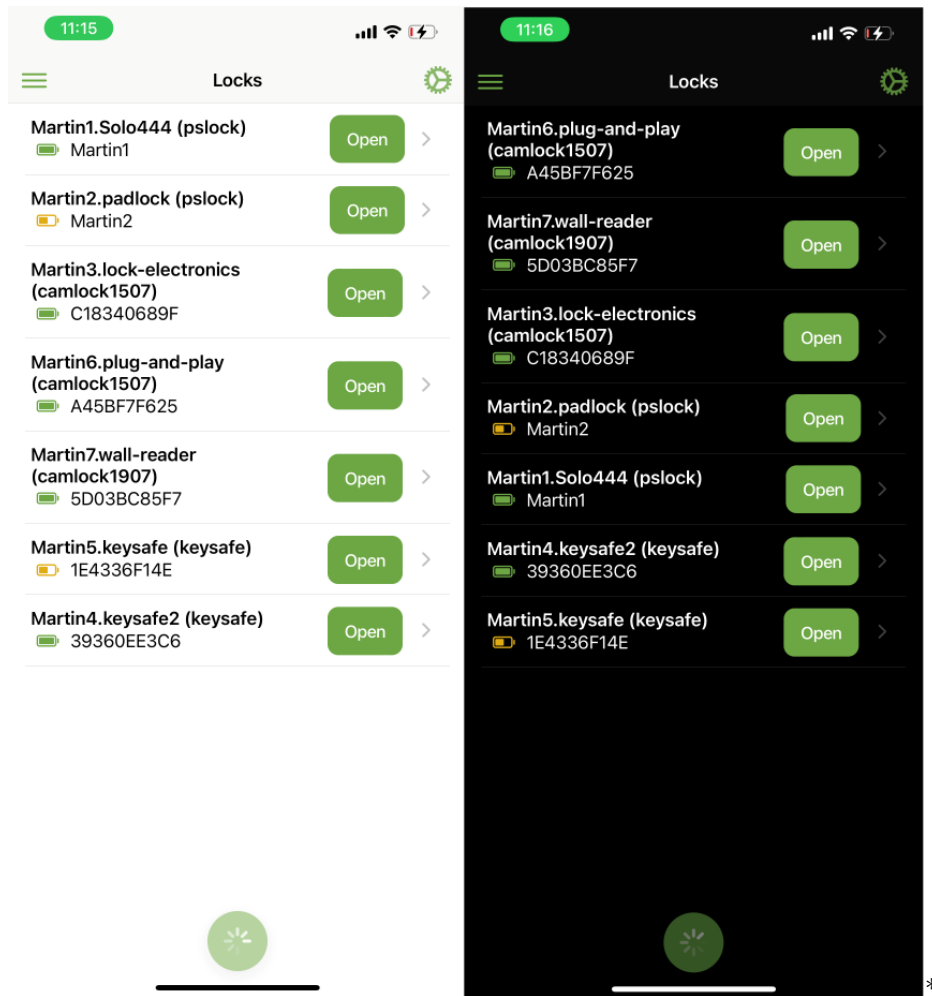 11:15
Locks
Martin1.Solo444 (pslock)
Martin1
Open
Martin2.padlock (pslock)
Martin2
Open
Martin3.lock-electronics
(camlock1507)
C18340689F
Open
Martin6.plug-and-play
(camlock1507)
A45BF7F625
Open
Martin7.wall-reader
(camlock1907)
5D03BC85F7
Open
Martin5.keysafe (keysafe)
1E4336F14E
Open
Martin4.keysafe2 (keysafe)
39360EE3C6
Open
11:16
Locks
Martin6.plug-and-play
(camlock1507)
A45BF7F625
Open
Martin7.wall-reader
(camlock1907)
5D03BC85F7
Open
Martin3.lock-electronics
(camlock1507)
C18340689F
Open
Martin2.padlock (pslock)
Martin2
Open
Martin1.Solo444 (pslock)
Martin1
Open
Martin4.keysafe2 (keysafe)
39360EE3C6
Open
Martin5.keysafe (keysafe)
1E4336F14E
Open
*